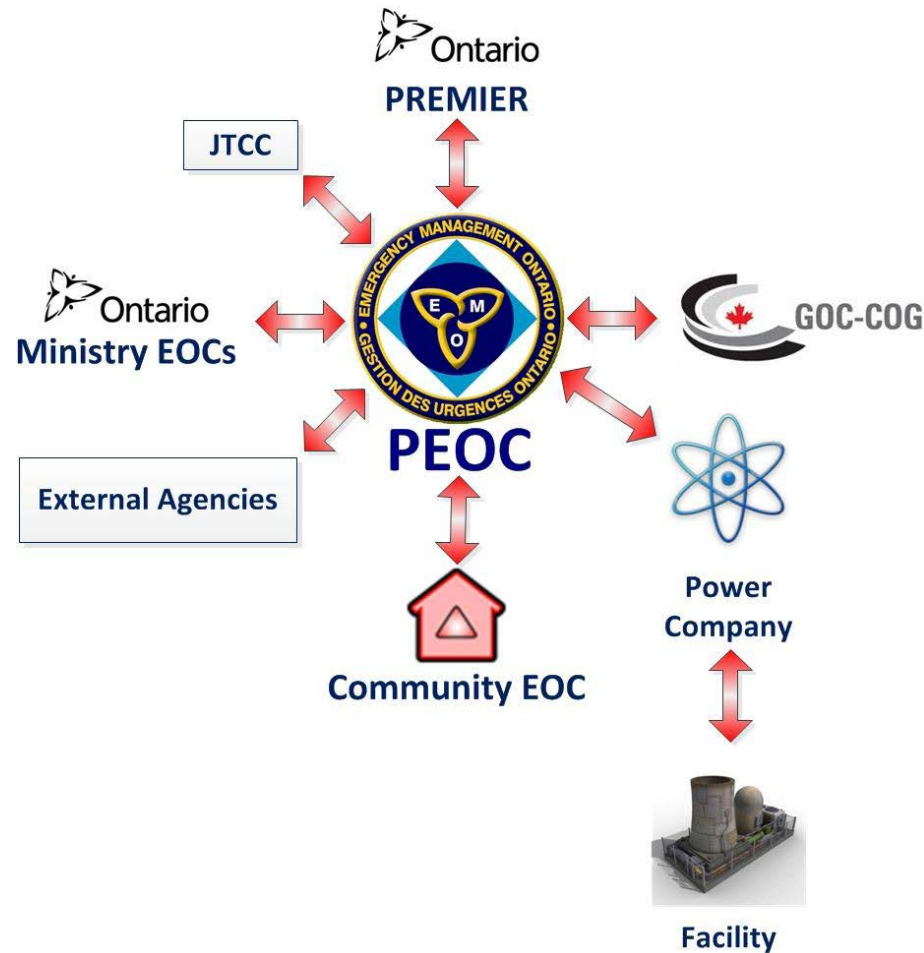 Ontario
PREMIER
JTCC
EMERGENCY MANAGEMENT ONTARIO
E M
O
GESTION DES URGENCES ONTARIO
Ontario
Ministry EOCs
GOC-COG
PEOC
External Agencies
Power
Company
Community EOC
Facility